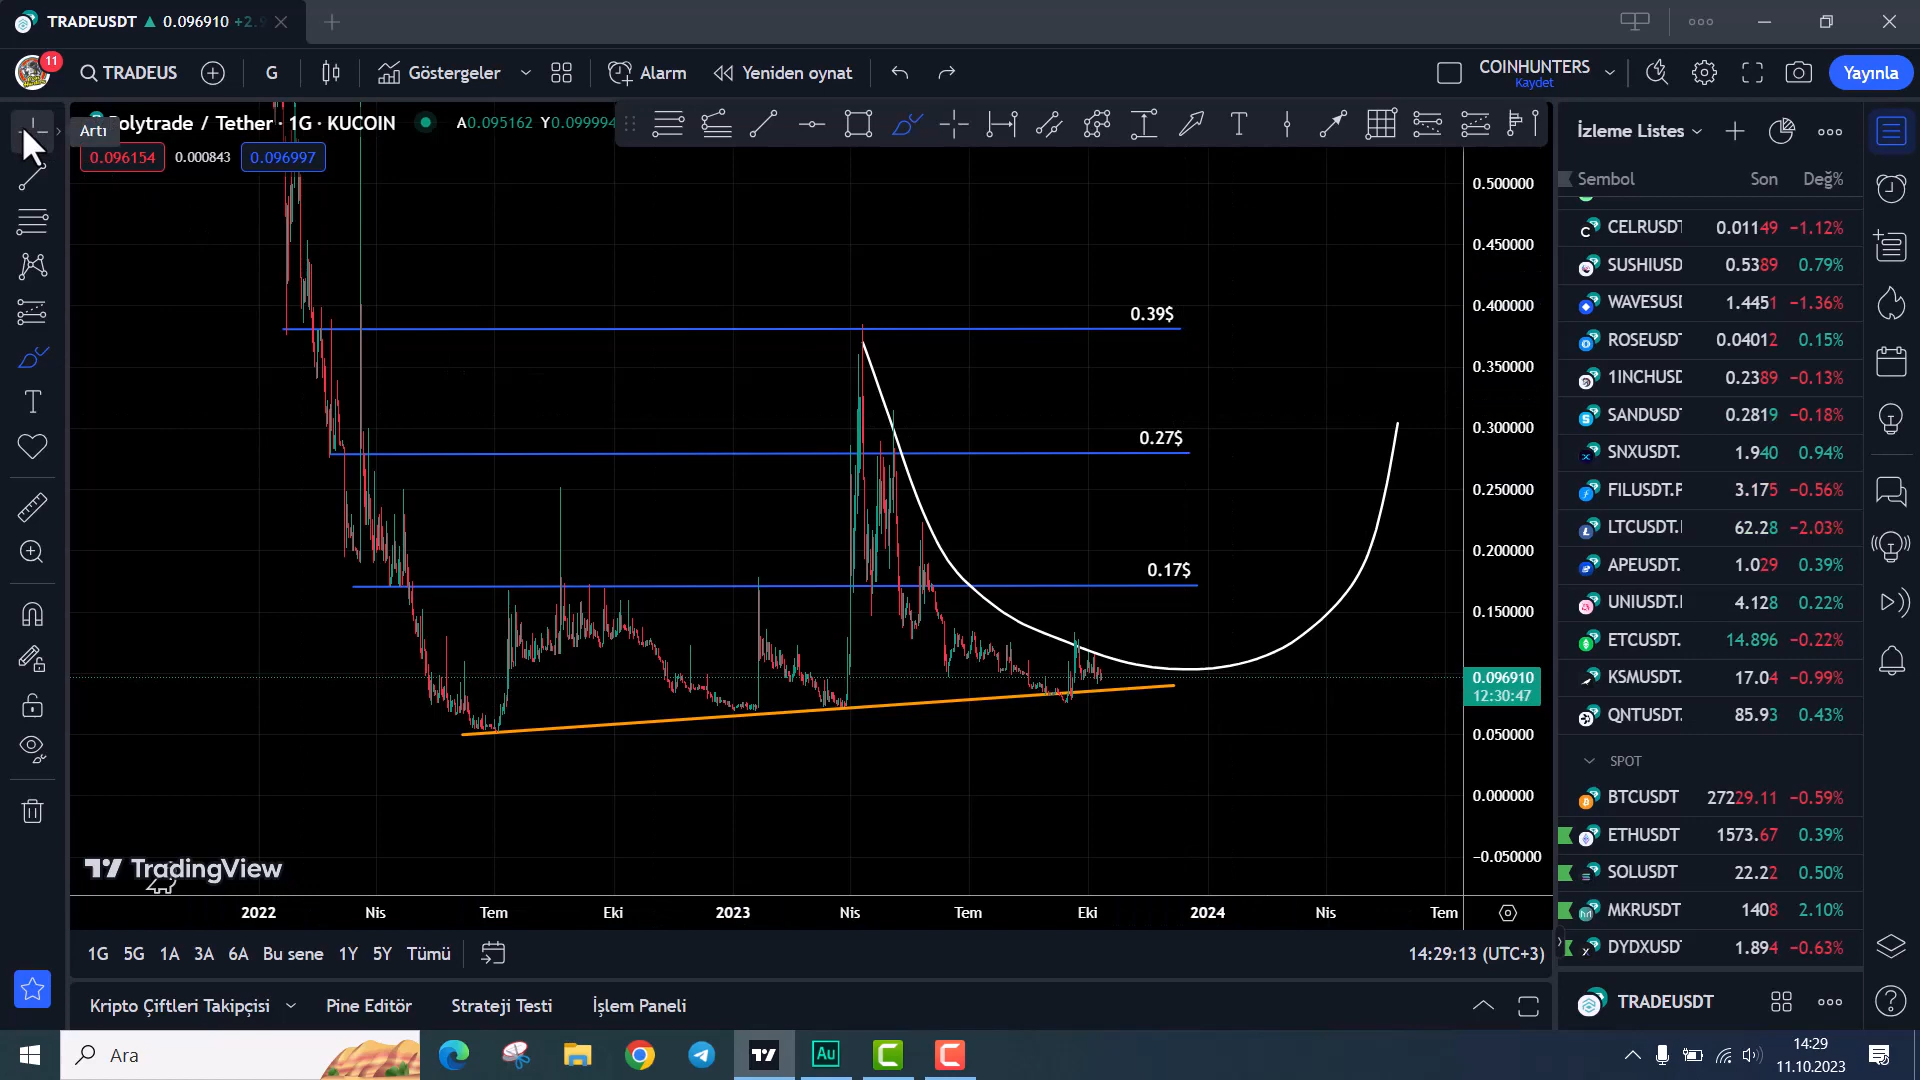 TRADEUSDT ▲ 0.096910 +2.9
11
TRADEUS
G
Göstergeler
Alarm
Yeniden oynat
COINHUNTERS
Kaydet
Yayınla
Artı
olytrade / Tether · 1G · KUCOIN
A0.095162 Y0.099994
0.096154
0.000843
0.096997
İzleme Listes
Sembol Son Değ%
CELRUSDT 0.01149 −1.12%
SUSHIUSD 0.5389 0.79%
WAVESUSI 1.4451 −1.36%
ROSEUSD 0.04012 0.15%
1INCHUSD 0.2389 −0.13%
SANDUSD 0.2819 −0.18%
SNXUSDT. 1.940 0.94%
FILUSDT.F 3.175 −0.56%
LTCUSDT. 62.28 −2.03%
APEUSDT. 1.029 0.39%
UNIUSDT. 4.128 0.22%
ETCUSDT. 14.896 −0.22%
KSMUSDT. 17.04 −0.99%
QNTUSDT. 85.93 0.43%
SPOT
BTCUSDT 27229.11 −0.59%
ETHUSDT 1573.67 0.39%
SOLUSDT 22.22 0.50%
MKRUSDT 1408 2.10%
DYDXUSD 1.894 −0.63%
TRADEUSDT
0.39$
0.27$
0.17$
0.500000
0.450000
0.400000
0.350000
0.300000
0.250000
0.200000
0.150000
0.096910
12:30:47
0.050000
0.000000
−0.050000
TradingView
2022 Nis Tem Eki 2023 Nis Tem Eki 2024 Nis Tem
1G 5G 1A 3A 6A Bu sene 1Y 5Y Tümü
14:29:13 (UTC+3)
Kripto Çiftleri Takipçisi Pine Editör Strateji Testi İşlem Paneli
Ara
Au
14:29
11.10.2023